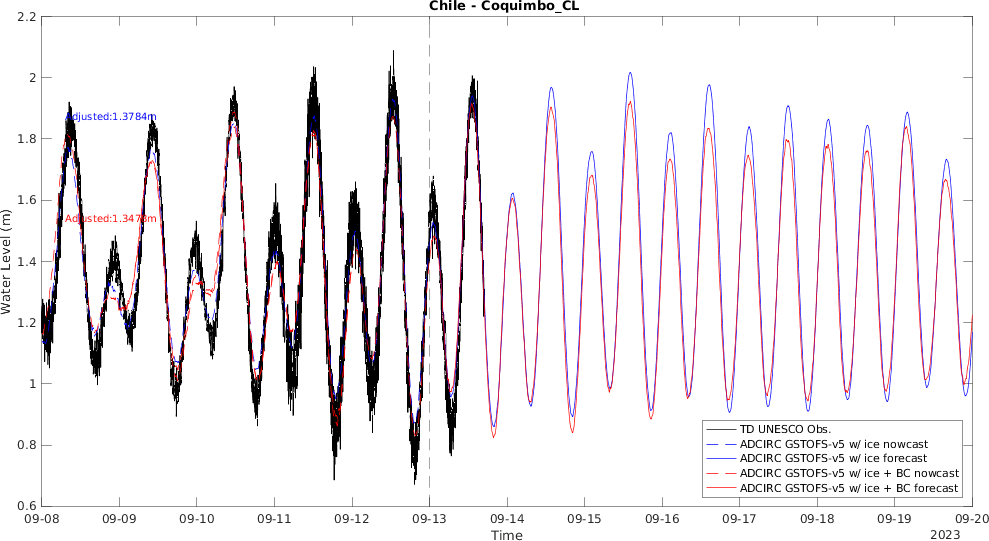 Chile - Coquimbo_CL
2.2
2
1.8
1.6
1.4
1.2
1
0.8
0.6
Water Level (m)
Adjusted:1.3784m
Adjusted:1.3473m
TD UNESCO Obs.
ADCIRC GSTOFS-v5 w/ ice nowcast
ADCIRC GSTOFS-v5 w/ ice forecast
ADCIRC GSTOFS-v5 w/ ice + BC nowcast
ADCIRC GSTOFS-v5 w/ ice + BC forecast
09-08 09-09 09-10 09-11 09-12 09-13 09-14 09-15 09-16 09-17 09-18 09-19 09-20
Time
2023